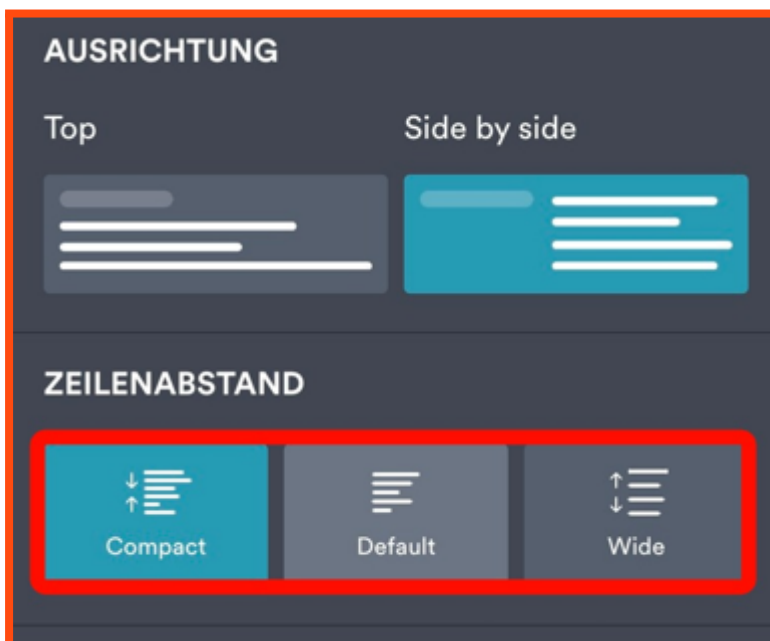 AUSRICHTUNG
Top Side by side
ZEILENABSTAND
Compact Default Wide